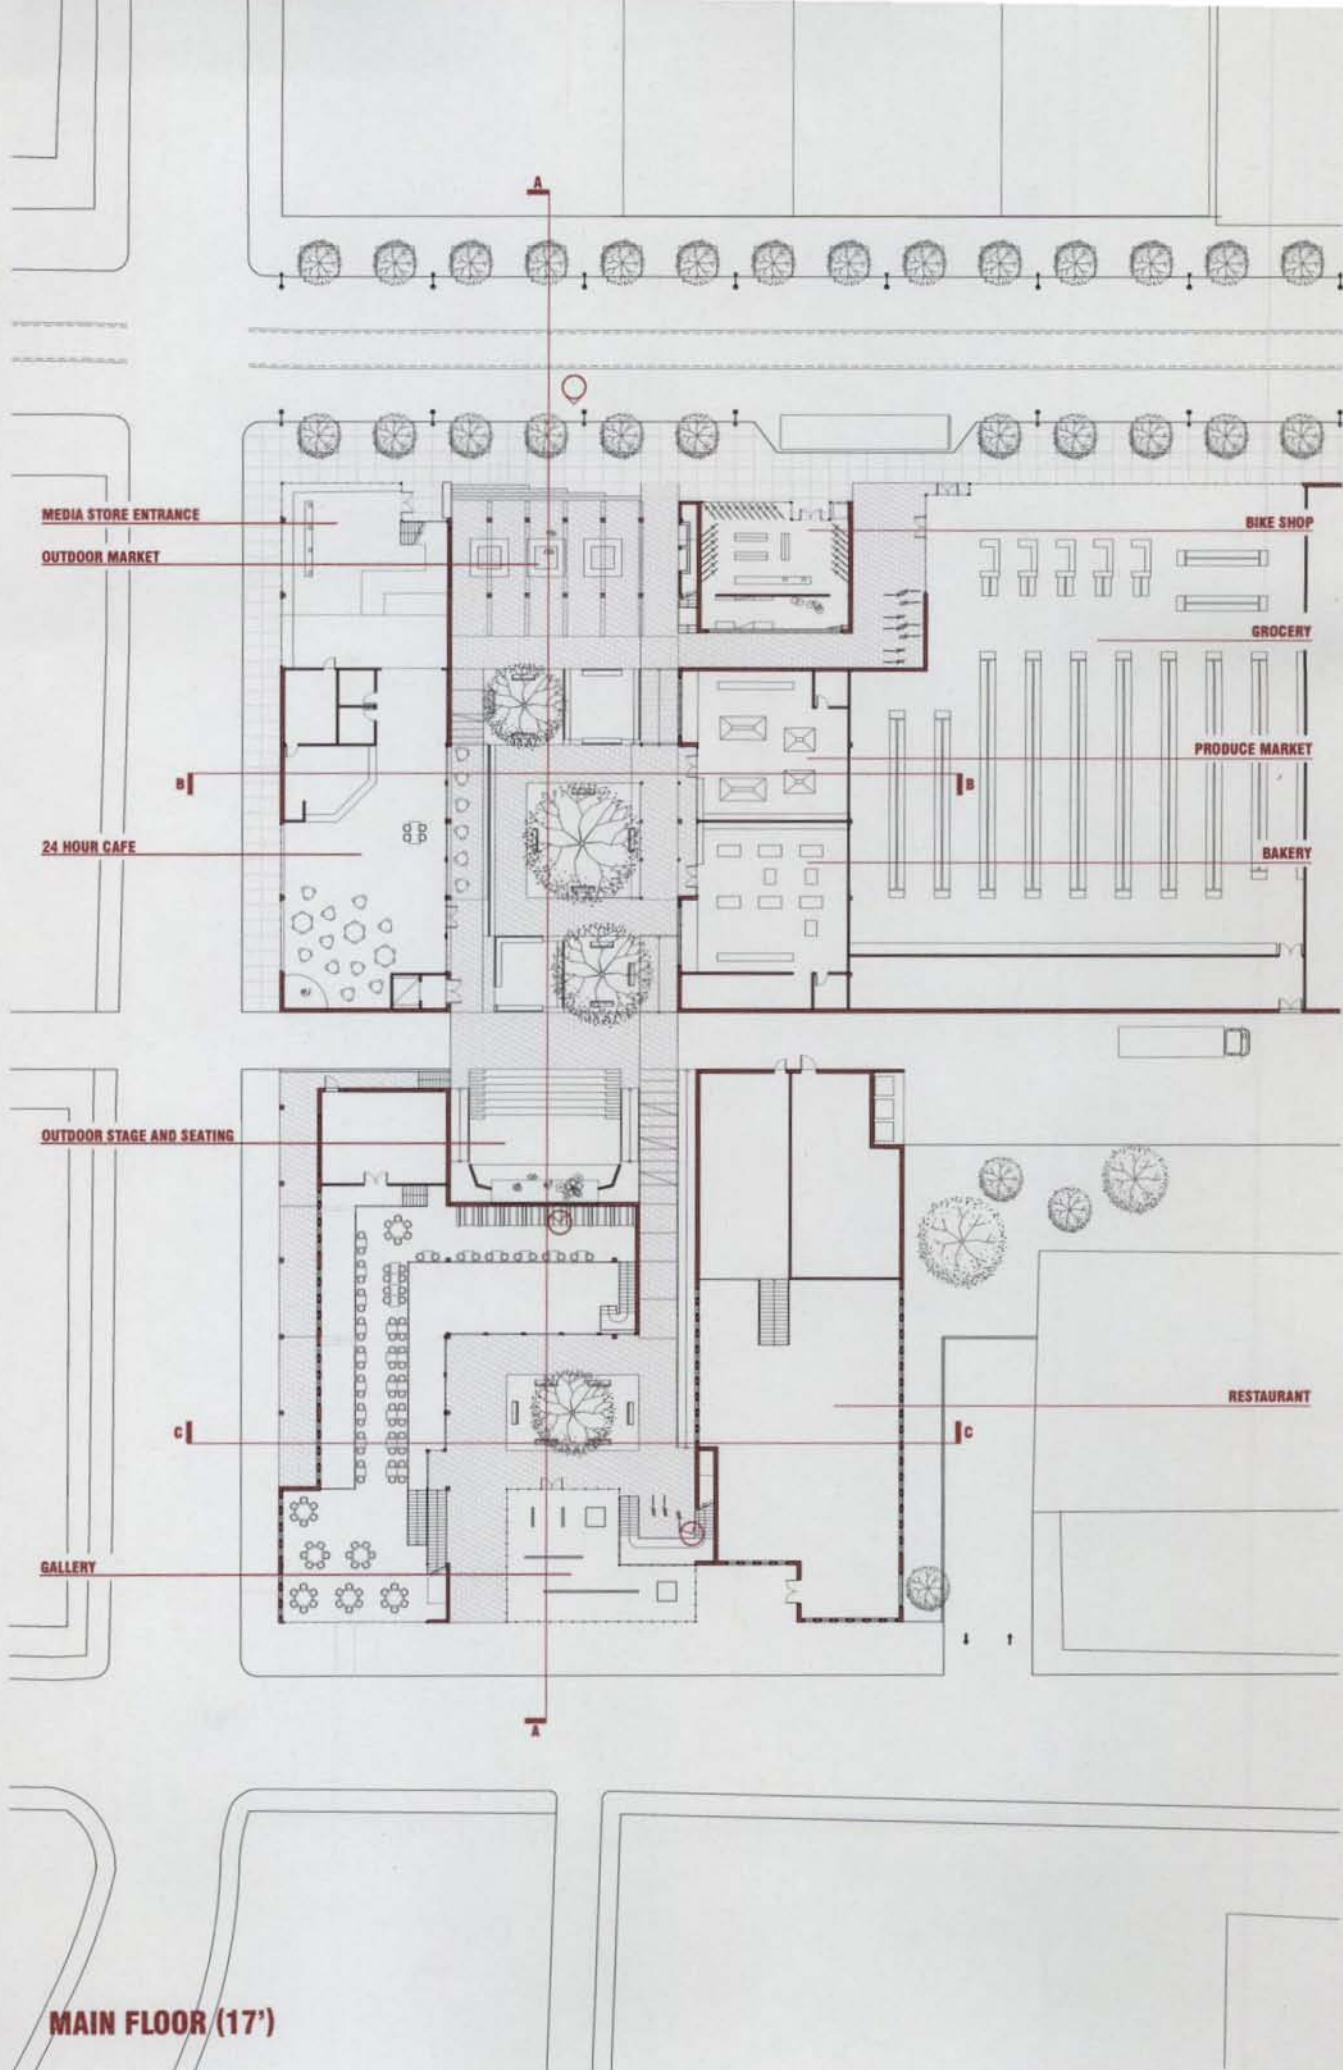 A
MEDIA STORE ENTRANCE
BIKE SHOP
OUTDOOR MARKET
GROCERY
PRODUCE MARKET
B
B
24 HOUR CAFE
BAKERY
OUTDOOR STAGE AND SEATING
RESTAURANT
C
C
GALLERY
A
MAIN FLOOR (17')